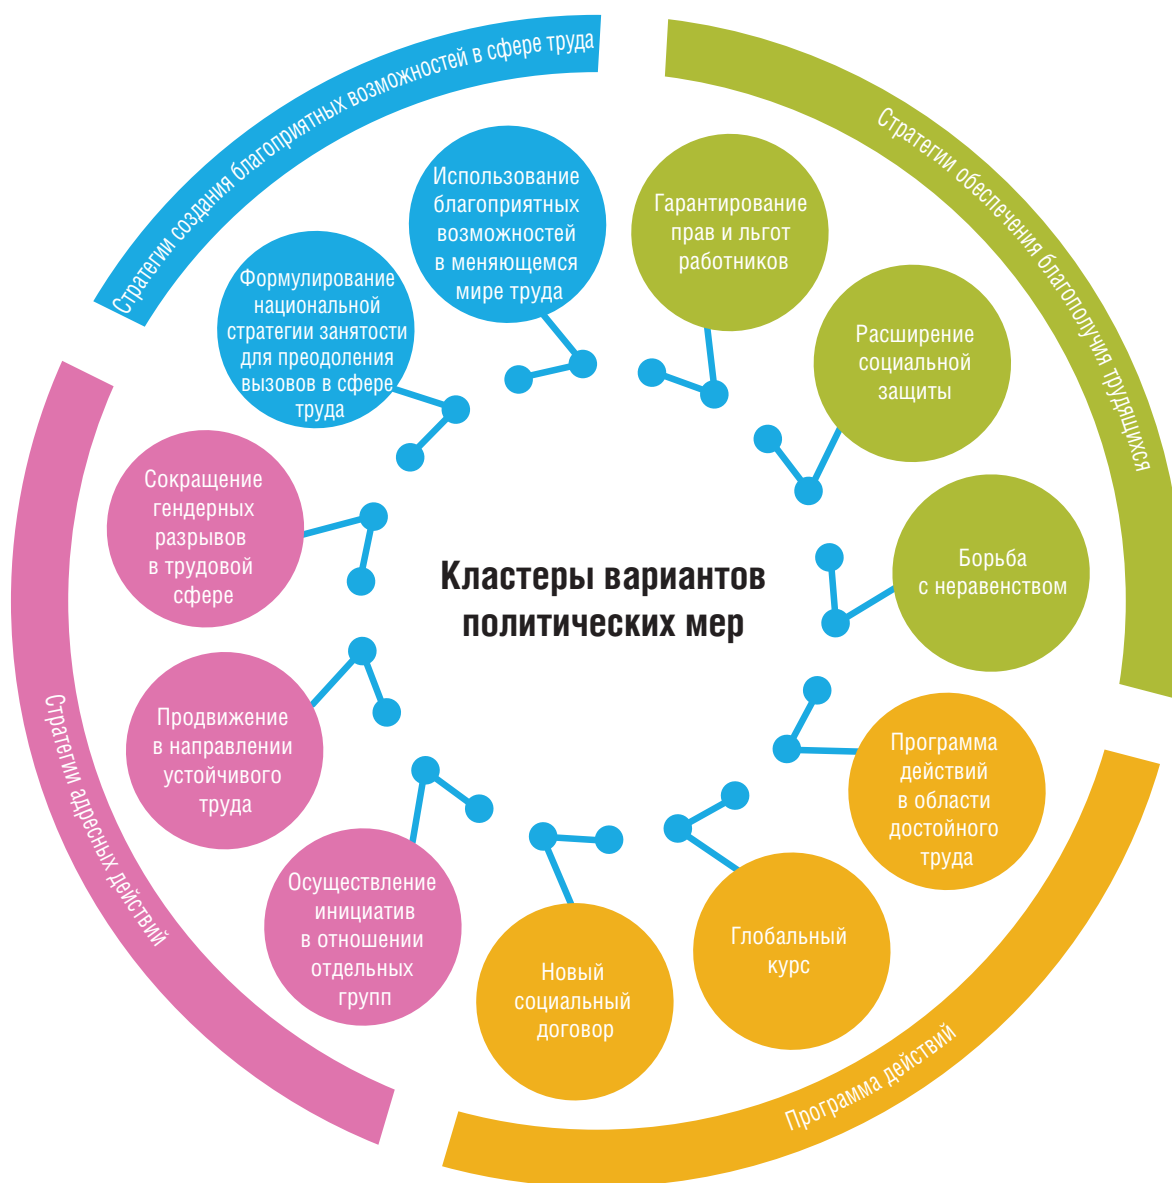 Стратегии создания благоприятных возможностей в сфере труда
Использование
благоприятных
возможностей
в меняющемся
мире труда
Формулирование
национальной
стратегии занятости
для преодоления
вызовов в сфере
труда
Стратегии обеспечения благополучия трудящихся
Гарантирование
прав и льгот
работников
Расширение
социальной
защиты
Борьба
с неравенством
Кластеры вариантов
политических мер
Стратегии адресных действий
Сокращение
гендерных
разрывов
в трудовой
сфере
Продвижение
в направлении
устойчивого
труда
Осуществление
инициатив
в отношении
отдельных
групп
Программа действий
Программа
действий
в области
достойного
труда
Глобальный
курс
Новый
социальный
договор